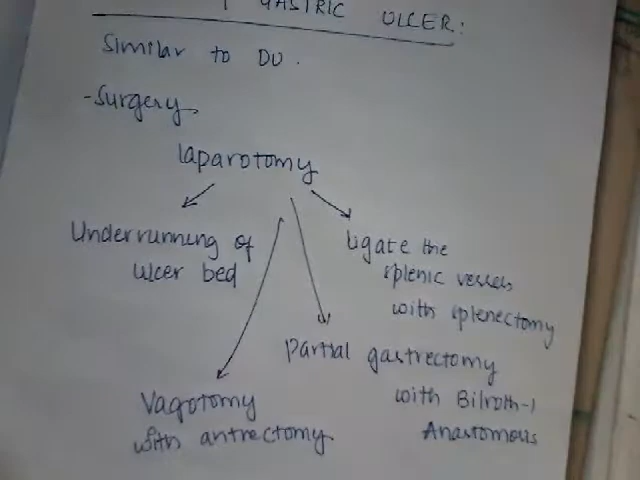 GASTRIC ULCER:
Similar to DU.
-Surgery
laparotomy
Underrunning of
ulcer bed
Ligate the
splenic vessels
with splenectomy
Partial gastrectomy
with Bilroth-1
Anastomosis
Vagotomy
with antrectomy